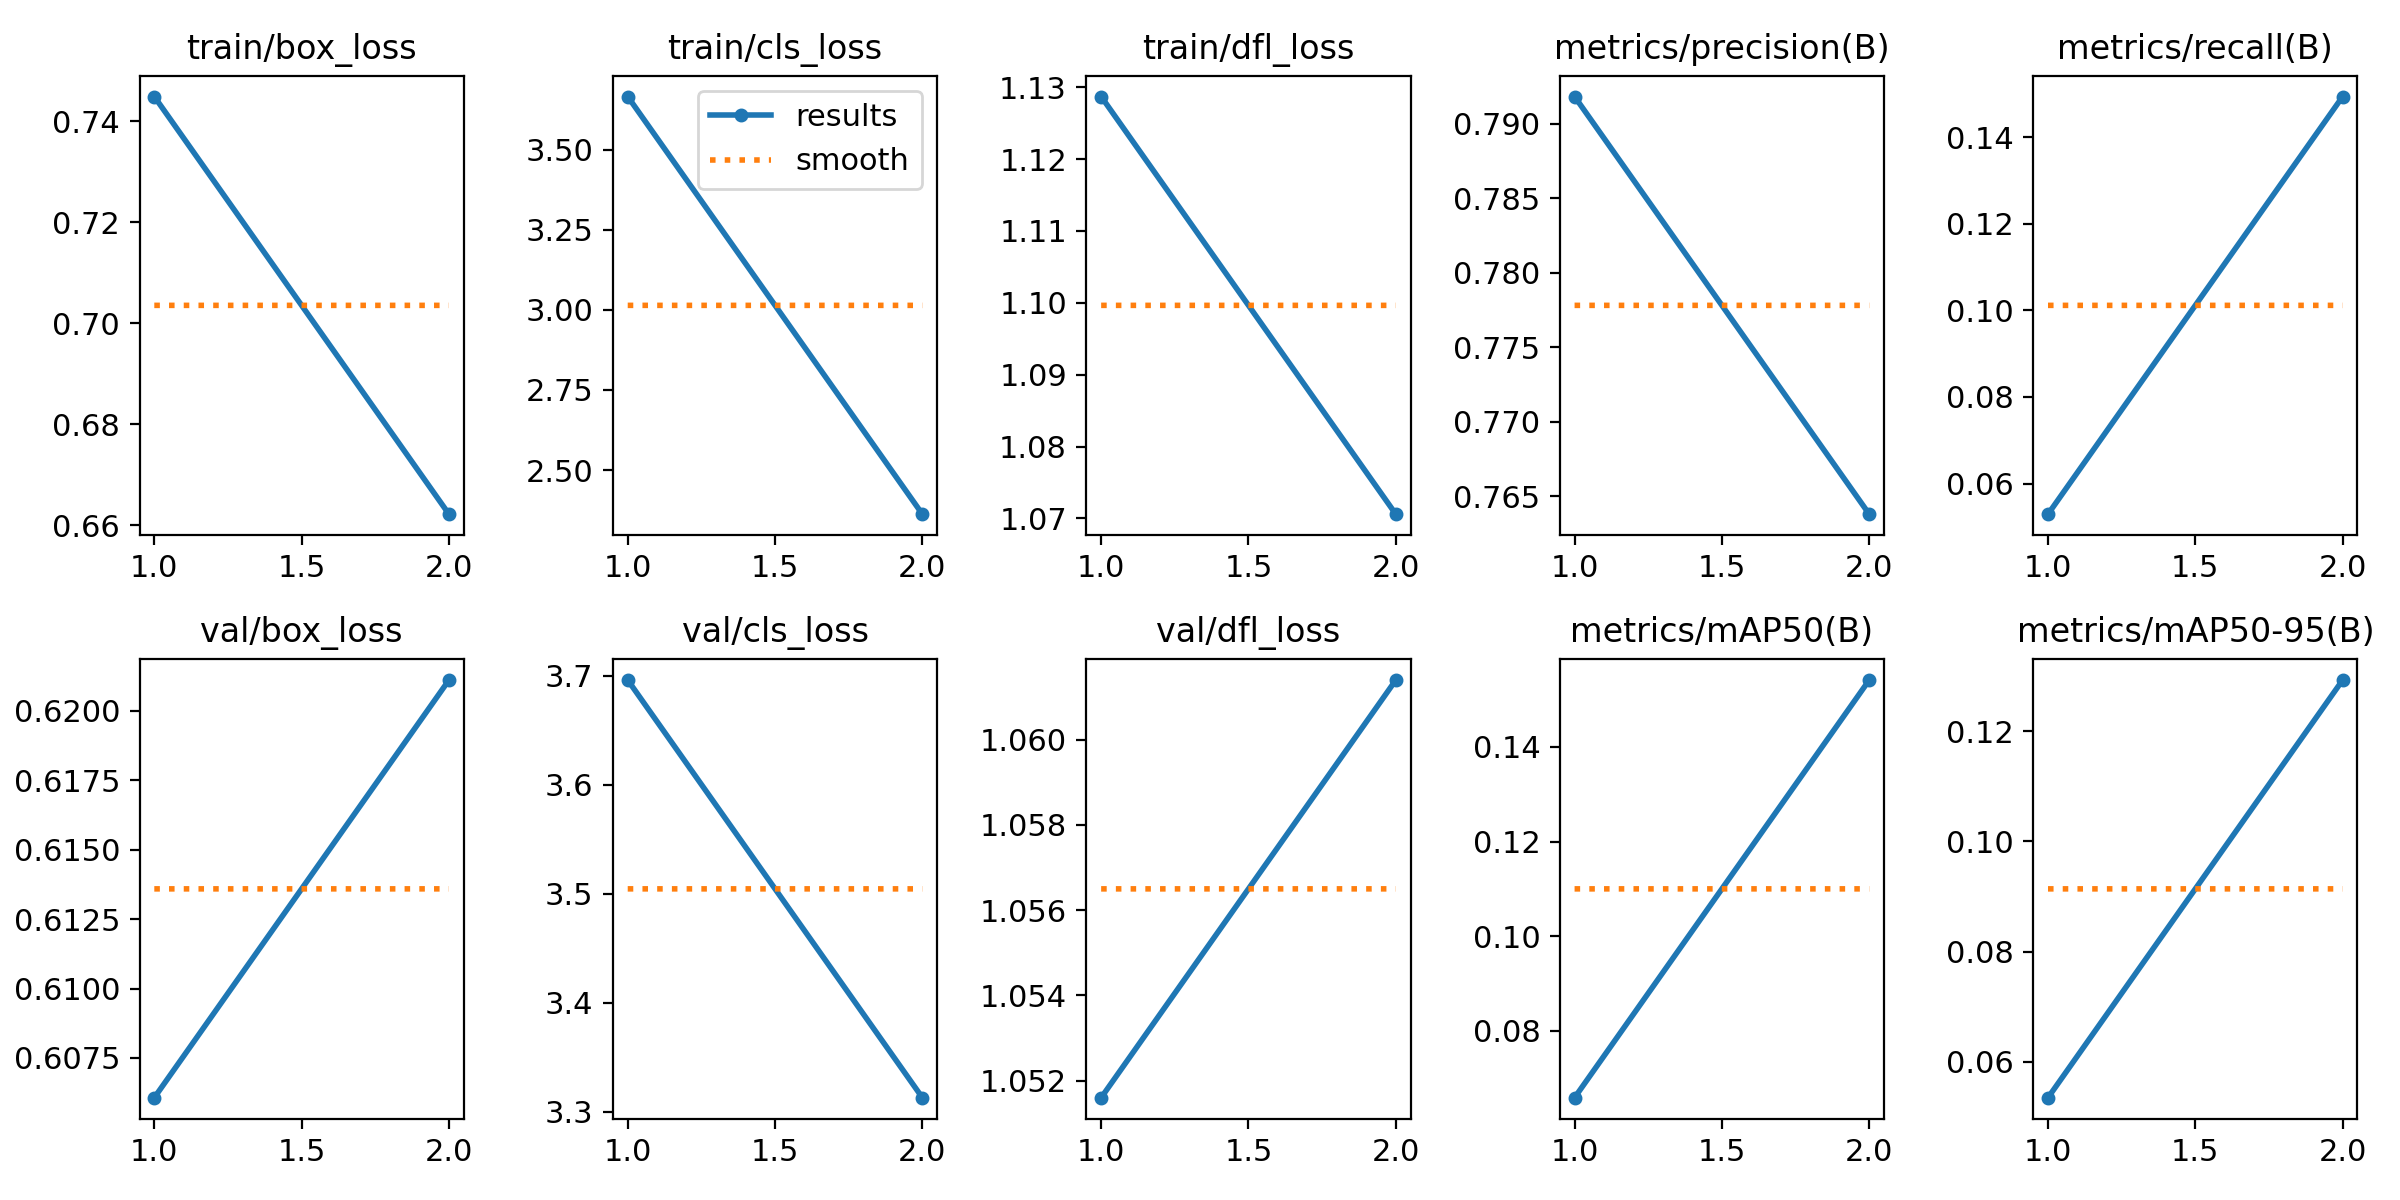 train/box_loss
0.74
0.72
0.70
0.68
0.66
1.0 1.5 2.0
train/cls_loss
results
smooth
3.50
3.25
3.00
2.75
2.50
1.0 1.5 2.0
train/dfl_loss
1.13
1.12
1.11
1.10
1.09
1.08
1.07
1.0 1.5 2.0
metrics/precision(B)
0.790
0.785
0.780
0.775
0.770
0.765
1.0 1.5 2.0
metrics/recall(B)
0.14
0.12
0.10
0.08
0.06
1.0 1.5 2.0
val/box_loss
0.6200
0.6175
0.6150
0.6125
0.6100
0.6075
1.0 1.5 2.0
val/cls_loss
3.7
3.6
3.5
3.4
3.3
1.0 1.5 2.0
val/dfl_loss
1.060
1.058
1.056
1.054
1.052
1.0 1.5 2.0
metrics/mAP50(B)
0.14
0.12
0.10
0.08
1.0 1.5 2.0
metrics/mAP50-95(B)
0.12
0.10
0.08
0.06
1.0 1.5 2.0